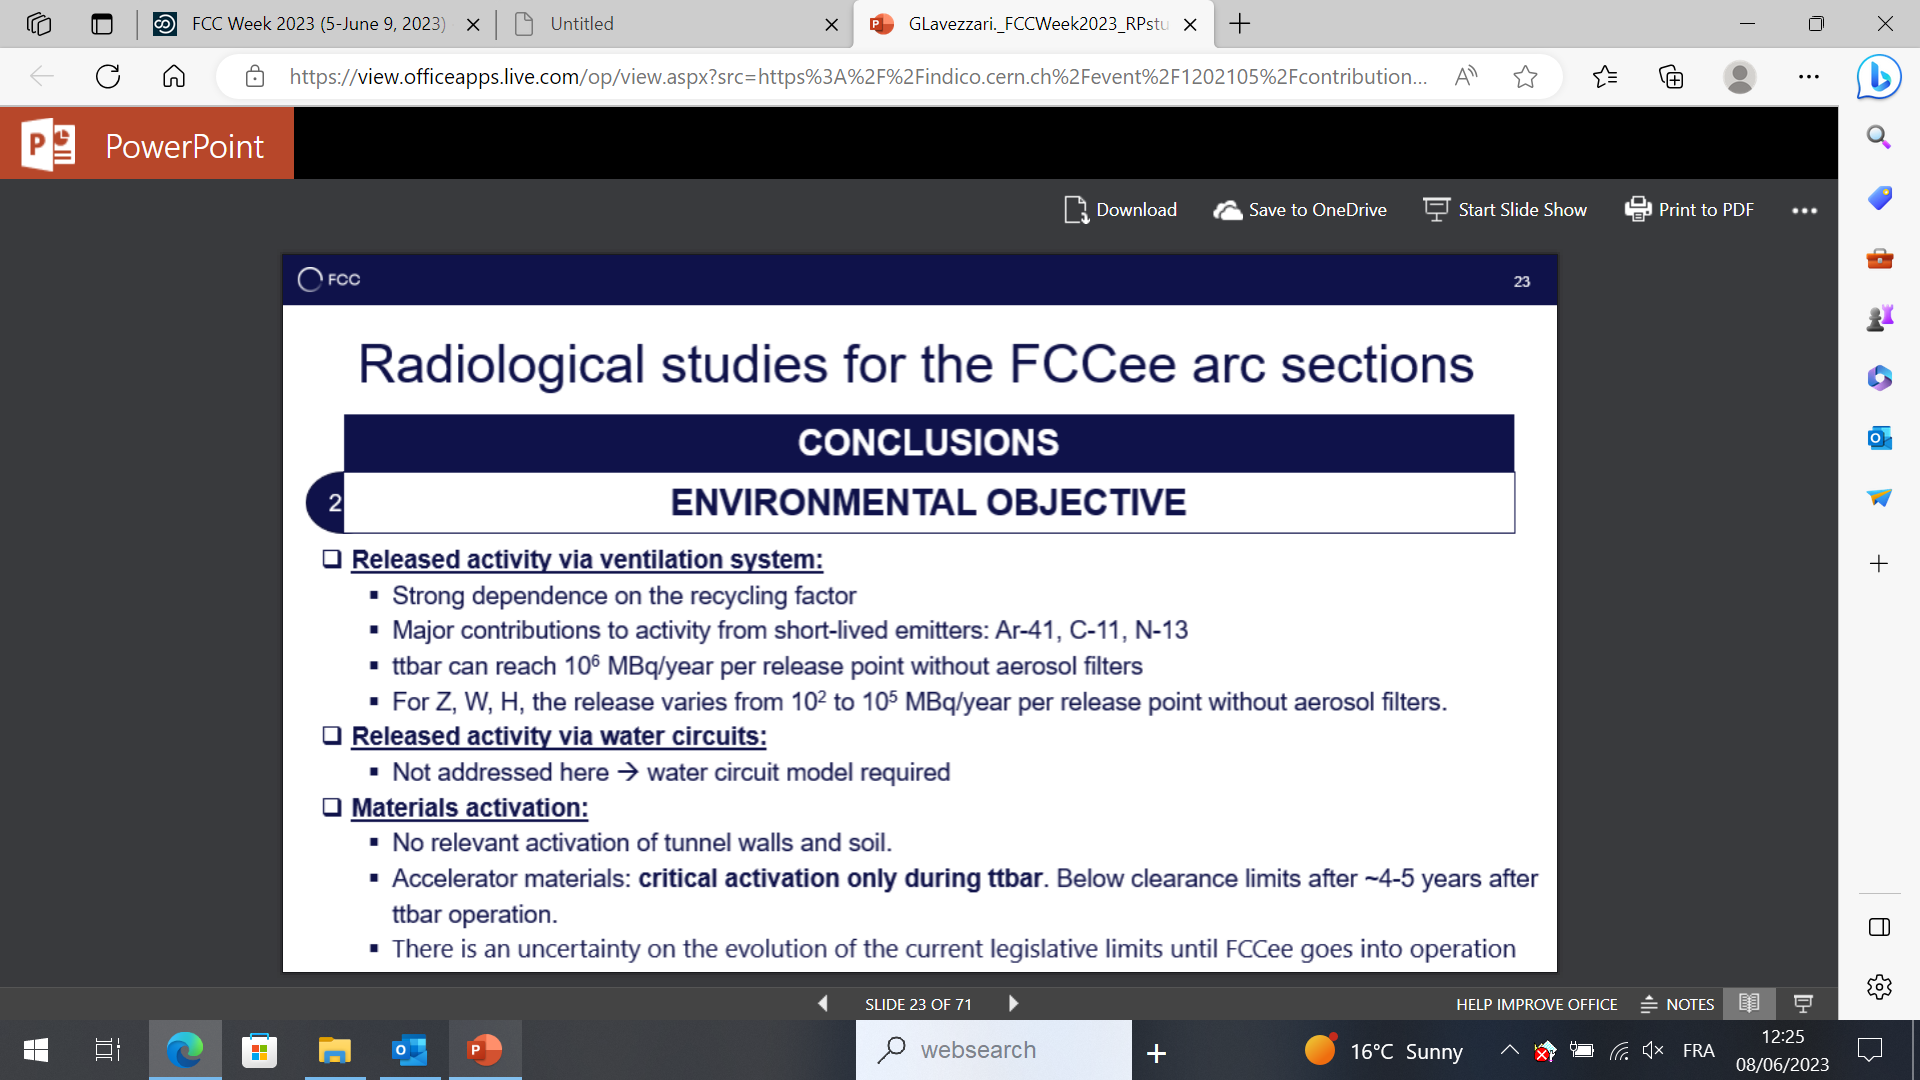 FCC Week 2023 (5-June 9, 2023)
Untitled
GLavezzari._FCCWeek2023_RPstu
https://view.officeapps.live.com/op/view.aspx?src=https%3A%2F%2Findico.cern.ch%2Fevent%2F1202105%2Fcontribution...
PowerPoint
Download
Save to OneDrive
Start Slide Show
Print to PDF
FCC
23
Radiological studies for the FCCee arc sections
CONCLUSIONS
2
ENVIRONMENTAL OBJECTIVE
❑ Released activity via ventilation system:
▪ Strong dependence on the recycling factor
▪ Major contributions to activity from short-lived emitters: Ar-41, C-11, N-13
▪ ttbar can reach 10⁶ MBq/year per release point without aerosol filters
▪ For Z, W, H, the release varies from 10² to 10⁵ MBq/year per release point without aerosol filters.
❑ Released activity via water circuits:
▪ Not addressed here → water circuit model required
❑ Materials activation:
▪ No relevant activation of tunnel walls and soil.
▪ Accelerator materials: critical activation only during ttbar. Below clearance limits after ~4-5 years after
ttbar operation.
▪ There is an uncertainty on the evolution of the current legislative limits until FCCee goes into operation
SLIDE 23 OF 71
HELP IMPROVE OFFICE
NOTES
websearch
16°C Sunny
FRA
12:25
08/06/2023